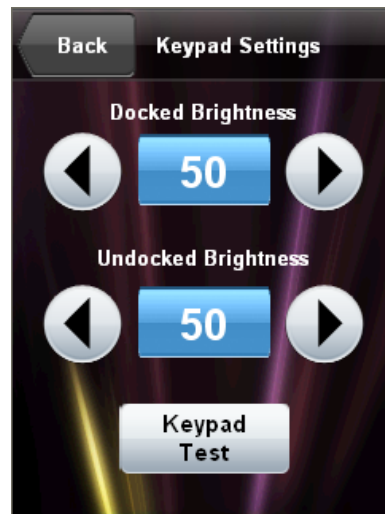 Back Keypad Settings
Docked Brightness
50
Undocked Brightness
50
Keypad
Test